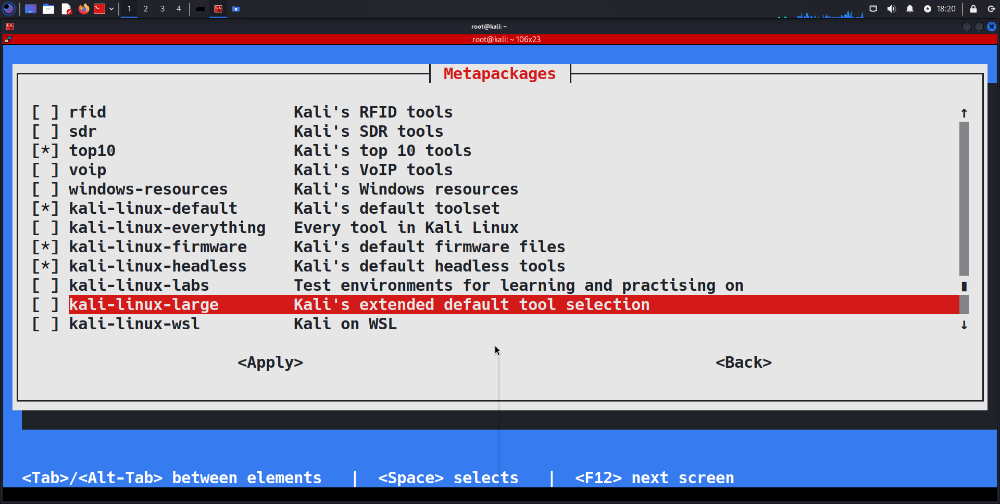 1 2 3 4 18:20
root@kali: ~
root@kali: ~ 106x23
Metapackages
[ ] rfid Kali's RFID tools ↑
[ ] sdr Kali's SDR tools
[*] top10 Kali's top 10 tools
[ ] voip Kali's VoIP tools
[ ] windows-resources Kali's Windows resources
[*] kali-linux-default Kali's default toolset
[ ] kali-linux-everything Every tool in Kali Linux
[*] kali-linux-firmware Kali's default firmware files
[*] kali-linux-headless Kali's default headless tools
[ ] kali-linux-labs Test environments for learning and practising on
[ ] kali-linux-large Kali's extended default tool selection
[ ] kali-linux-wsl Kali on WSL ↓
<Apply> <Back>
<Tab>/<Alt-Tab> between elements | <Space> selects | <F12> next screen